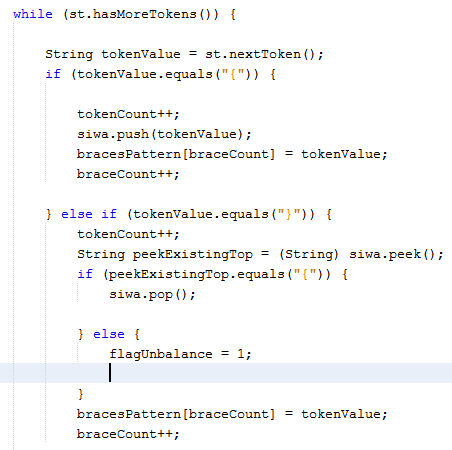 while (st.hasMoreTokens()) {
String tokenValue = st.nextToken();
if (tokenValue.equals("{")) {
tokenCount++;
siwa.push(tokenValue);
bracesPattern[braceCount] = tokenValue;
braceCount++;
} else if (tokenValue.equals("}")) {
tokenCount++;
String peekExistingTop = (String) siwa.peek();
if (peekExistingTop.equals("{")) {
siwa.pop();
} else {
flagUnbalance = 1;
}
bracesPattern[braceCount] = tokenValue;
braceCount++;